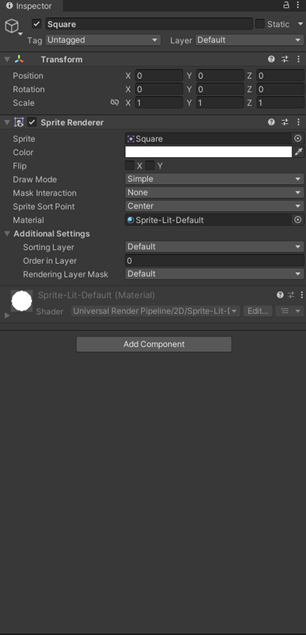 Inspector
Square Static
Tag Untagged Layer Default
Transform
Position X 0 Y 0 Z 0
Rotation X 0 Y 0 Z 0
Scale X 1 Y 1 Z 1
Sprite Renderer
Sprite Square
Color
Flip X Y
Draw Mode Simple
Mask Interaction None
Sprite Sort Point Center
Material Sprite-Lit-Default
Additional Settings
Sorting Layer Default
Order in Layer 0
Rendering Layer Mask Default
Sprite-Lit-Default (Material)
Shader Universal Render Pipeline/2D/Sprite-Lit-D Edit...
Add Component